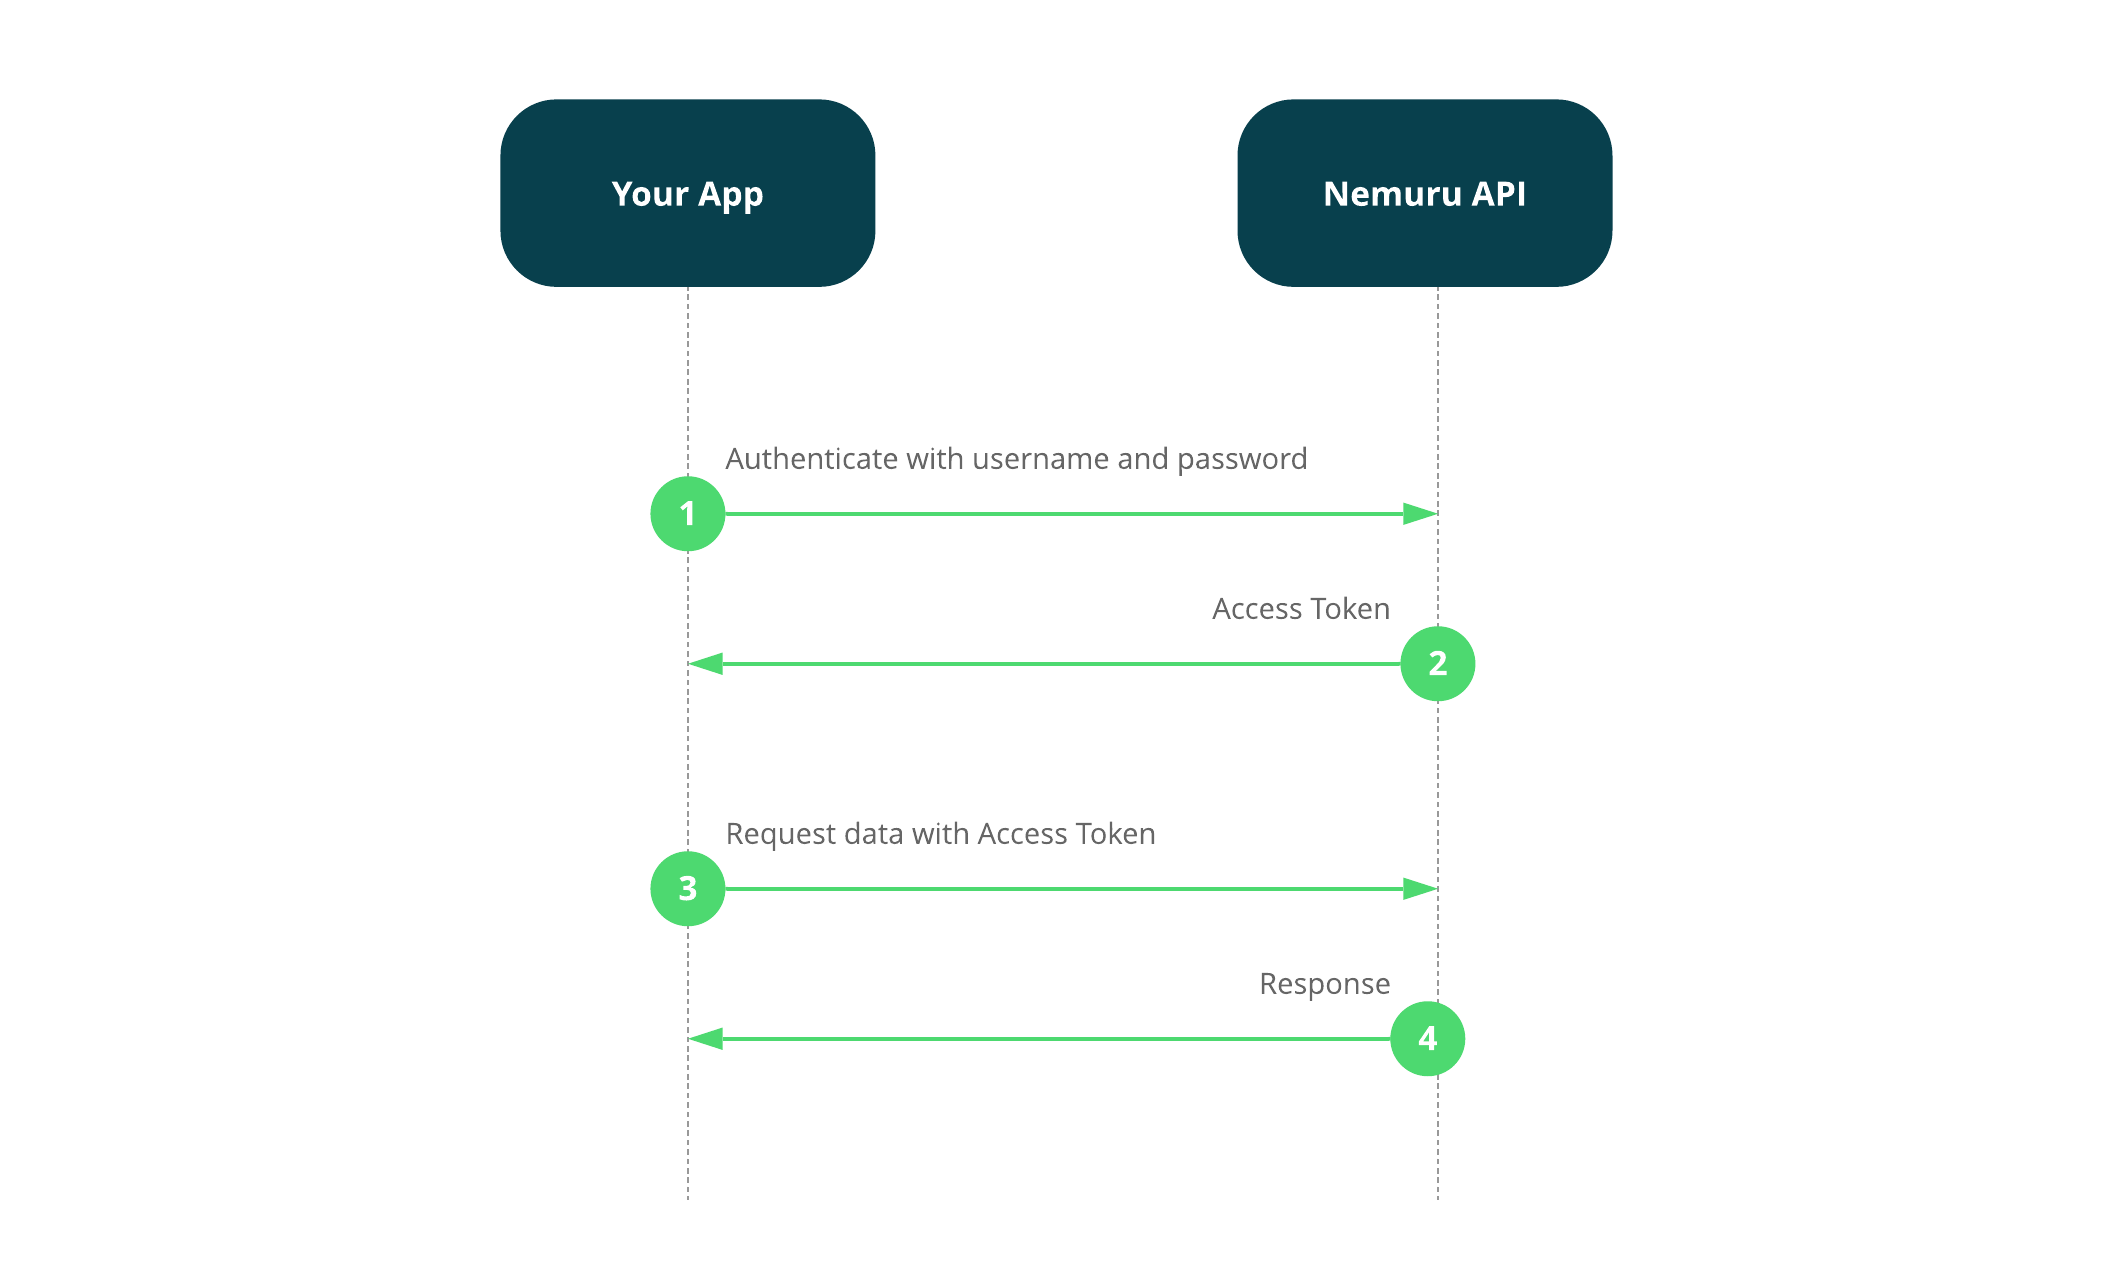 Your App
Nemuru API
Authenticate with username and password
1
Access Token
2
Request data with Access Token
3
Response
4